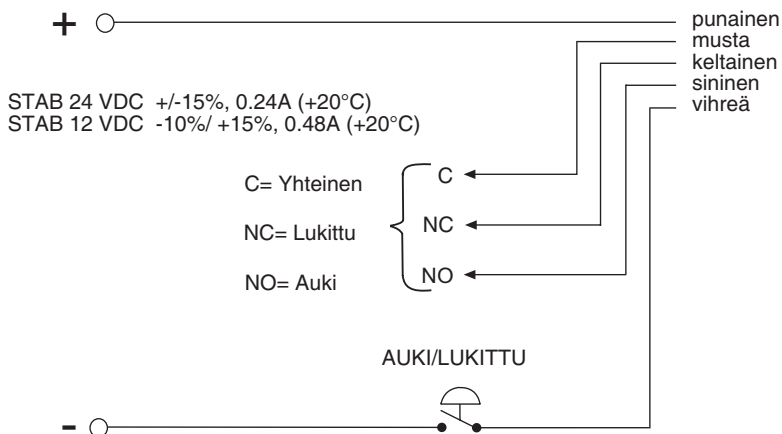 +
punainen
musta
keltainen
sininen
vihreä
STAB 24 VDC +/-15%, 0.24A (+20°C)
STAB 12 VDC -10%/ +15%, 0.48A (+20°C)
C= Yhteinen
C
NC= Lukittu
NC
NO= Auki
NO
AUKI/LUKITTU
-